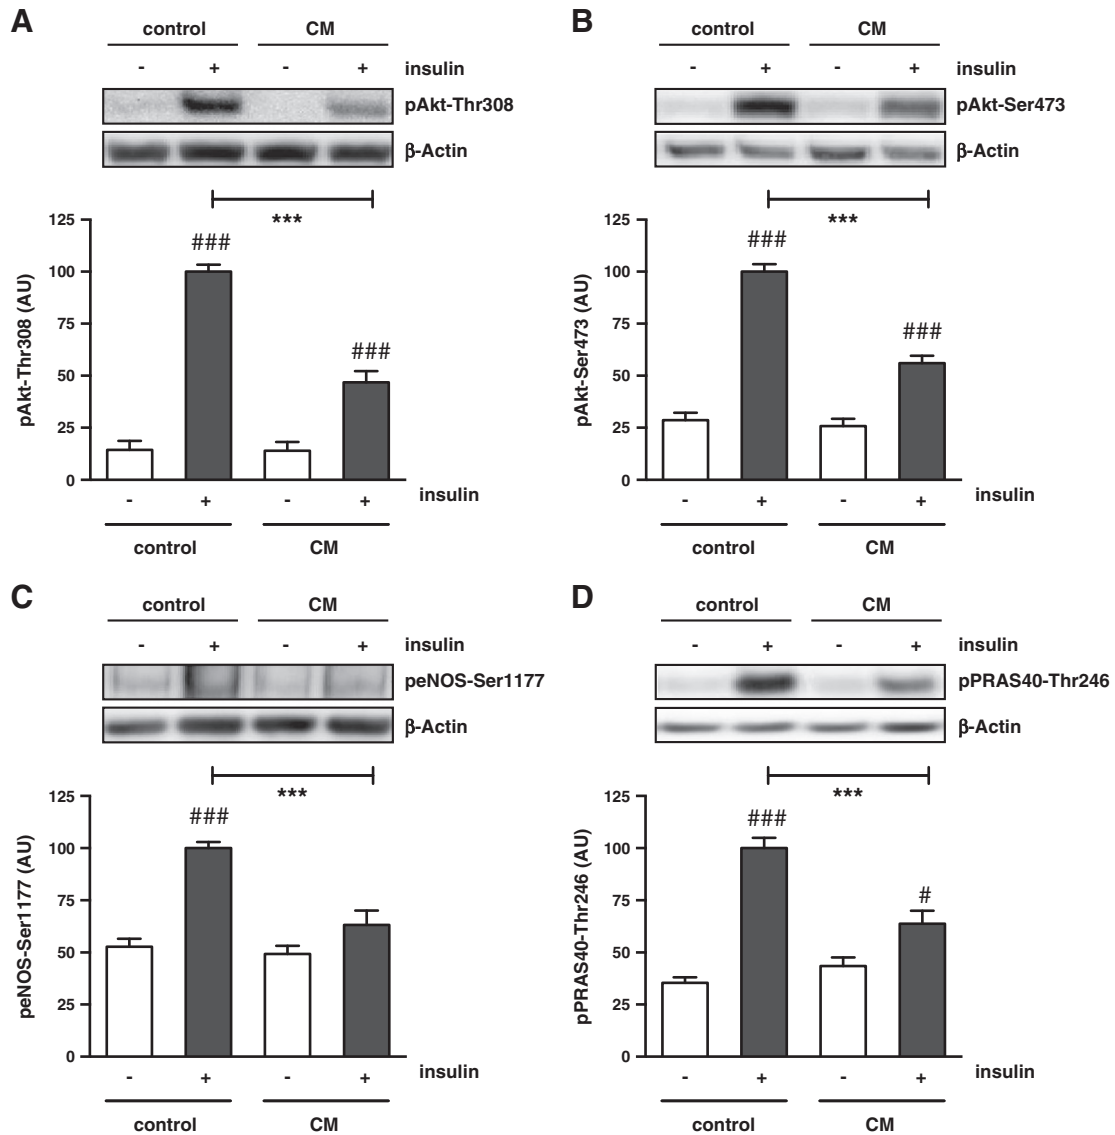 A
control CM
- + - + insulin
pAkt-Thr308
β-Actin
***
125
100
75
50
25
0
pAkt-Thr308 (AU)
###
###
- + - + insulin
control CM
B
control CM
- + - + insulin
pAkt-Ser473
β-Actin
***
125
100
75
50
25
0
pAkt-Ser473 (AU)
###
###
- + - + insulin
control CM
C
control CM
- + - + insulin
peNOS-Ser1177
β-Actin
***
125
100
75
50
25
0
peNOS-Ser1177 (AU)
###
- + - + insulin
control CM
D
control CM
- + - + insulin
pPRAS40-Thr246
β-Actin
***
125
100
75
50
25
0
pPRAS40-Thr246 (AU)
###
#
- + - + insulin
control CM